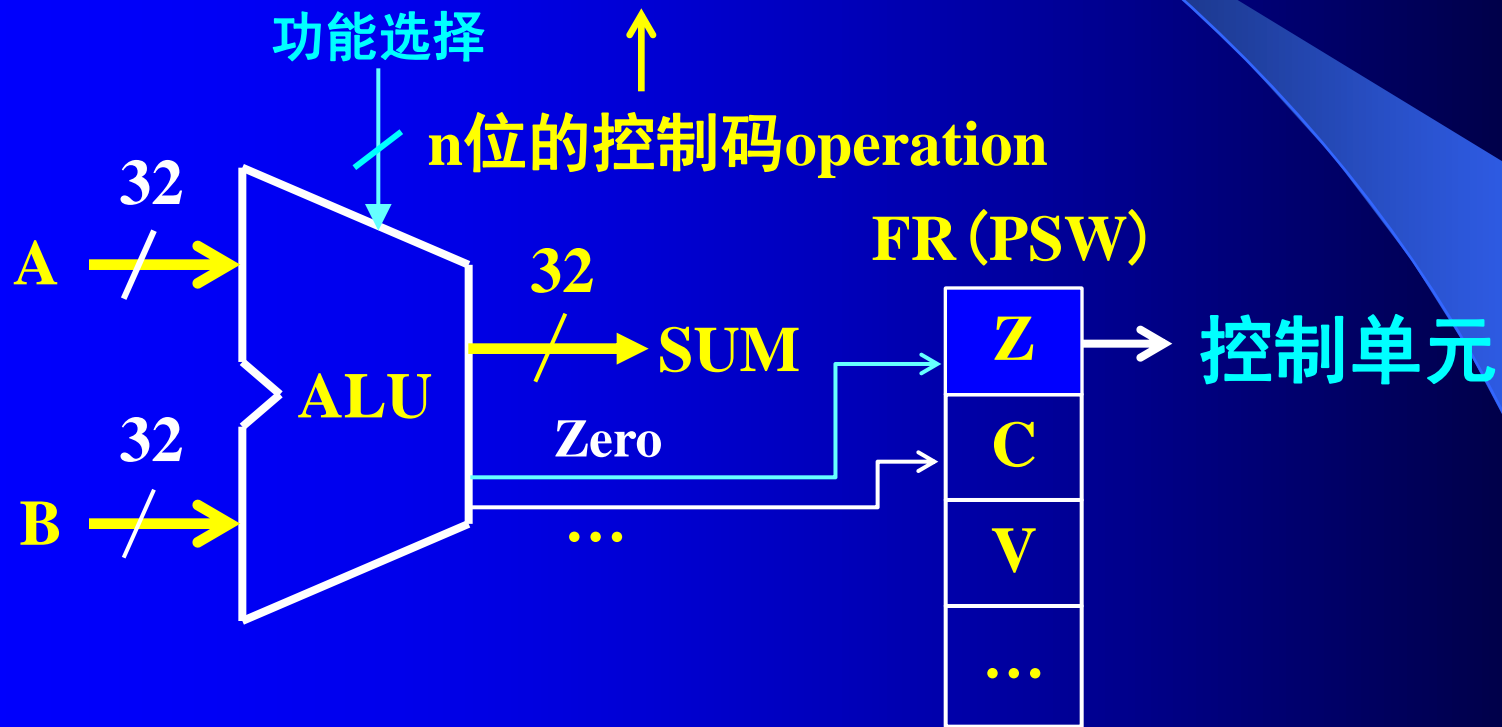 功能选择
n位的控制码operation
32
A
32
SUM
FR(PSW)
Z
控制单元
ALU
32
B
Zero
C
…
V
…